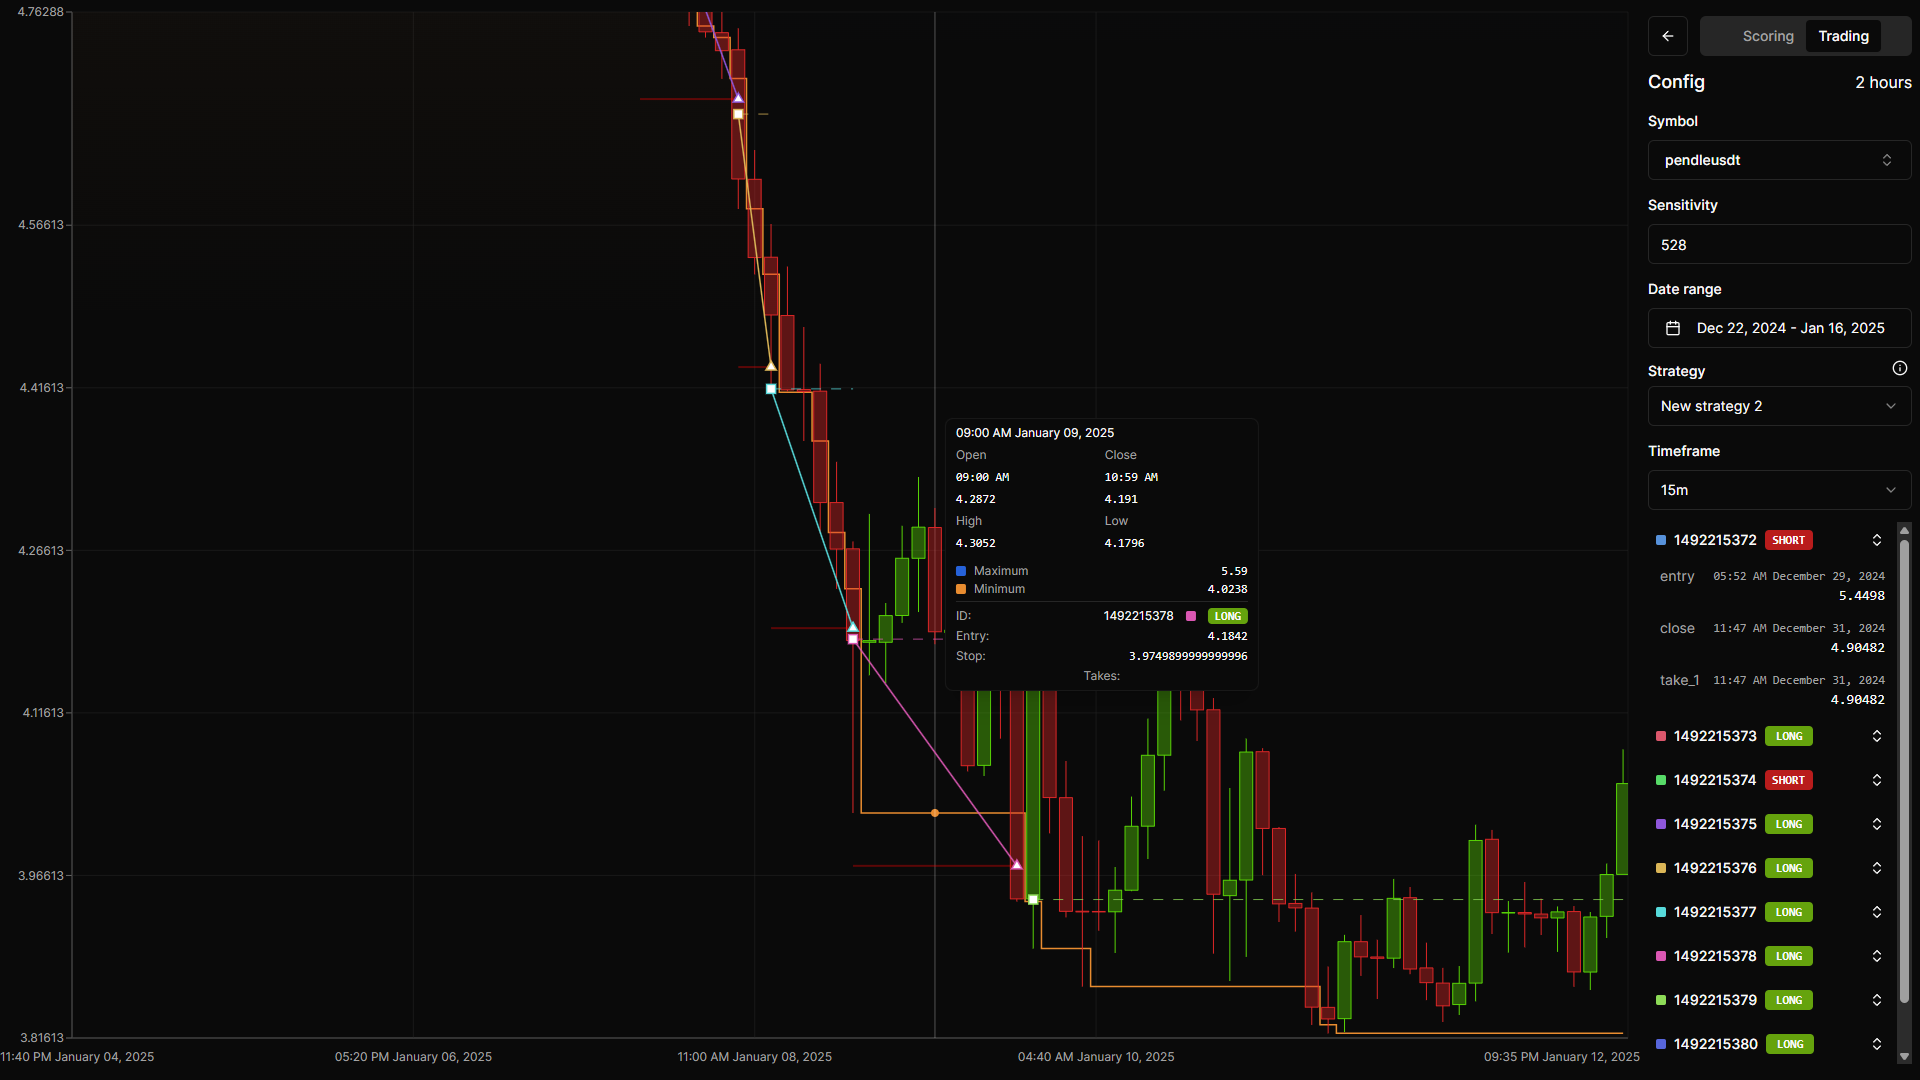 4.76288
4.56613
4.41613
4.26613
4.11613
3.96613
3.81613
11:40 PM January 04, 2025
05:20 PM January 06, 2025
11:00 AM January 08, 2025
04:40 AM January 10, 2025
09:35 PM January 12, 2025
09:00 AM January 09, 2025
Open Close
09:00 AM 10:59 AM
4.2872 4.191
High Low
4.3052 4.1796
Maximum 5.59
Minimum 4.0238
ID: 1492215378 LONG
Entry: 4.1842
Stop: 3.9749899999999996
Takes:
Scoring Trading
Config 2 hours
Symbol
pendleusdt
Sensitivity
528
Date range
Dec 22, 2024 - Jan 16, 2025
Strategy
New strategy 2
Timeframe
15m
1492215372 SHORT
entry 05:52 AM December 29, 2024
5.4498
close 11:47 AM December 31, 2024
4.90482
take_1 11:47 AM December 31, 2024
4.90482
1492215373 LONG
1492215374 SHORT
1492215375 LONG
1492215376 LONG
1492215377 LONG
1492215378 LONG
1492215379 LONG
1492215380 LONG